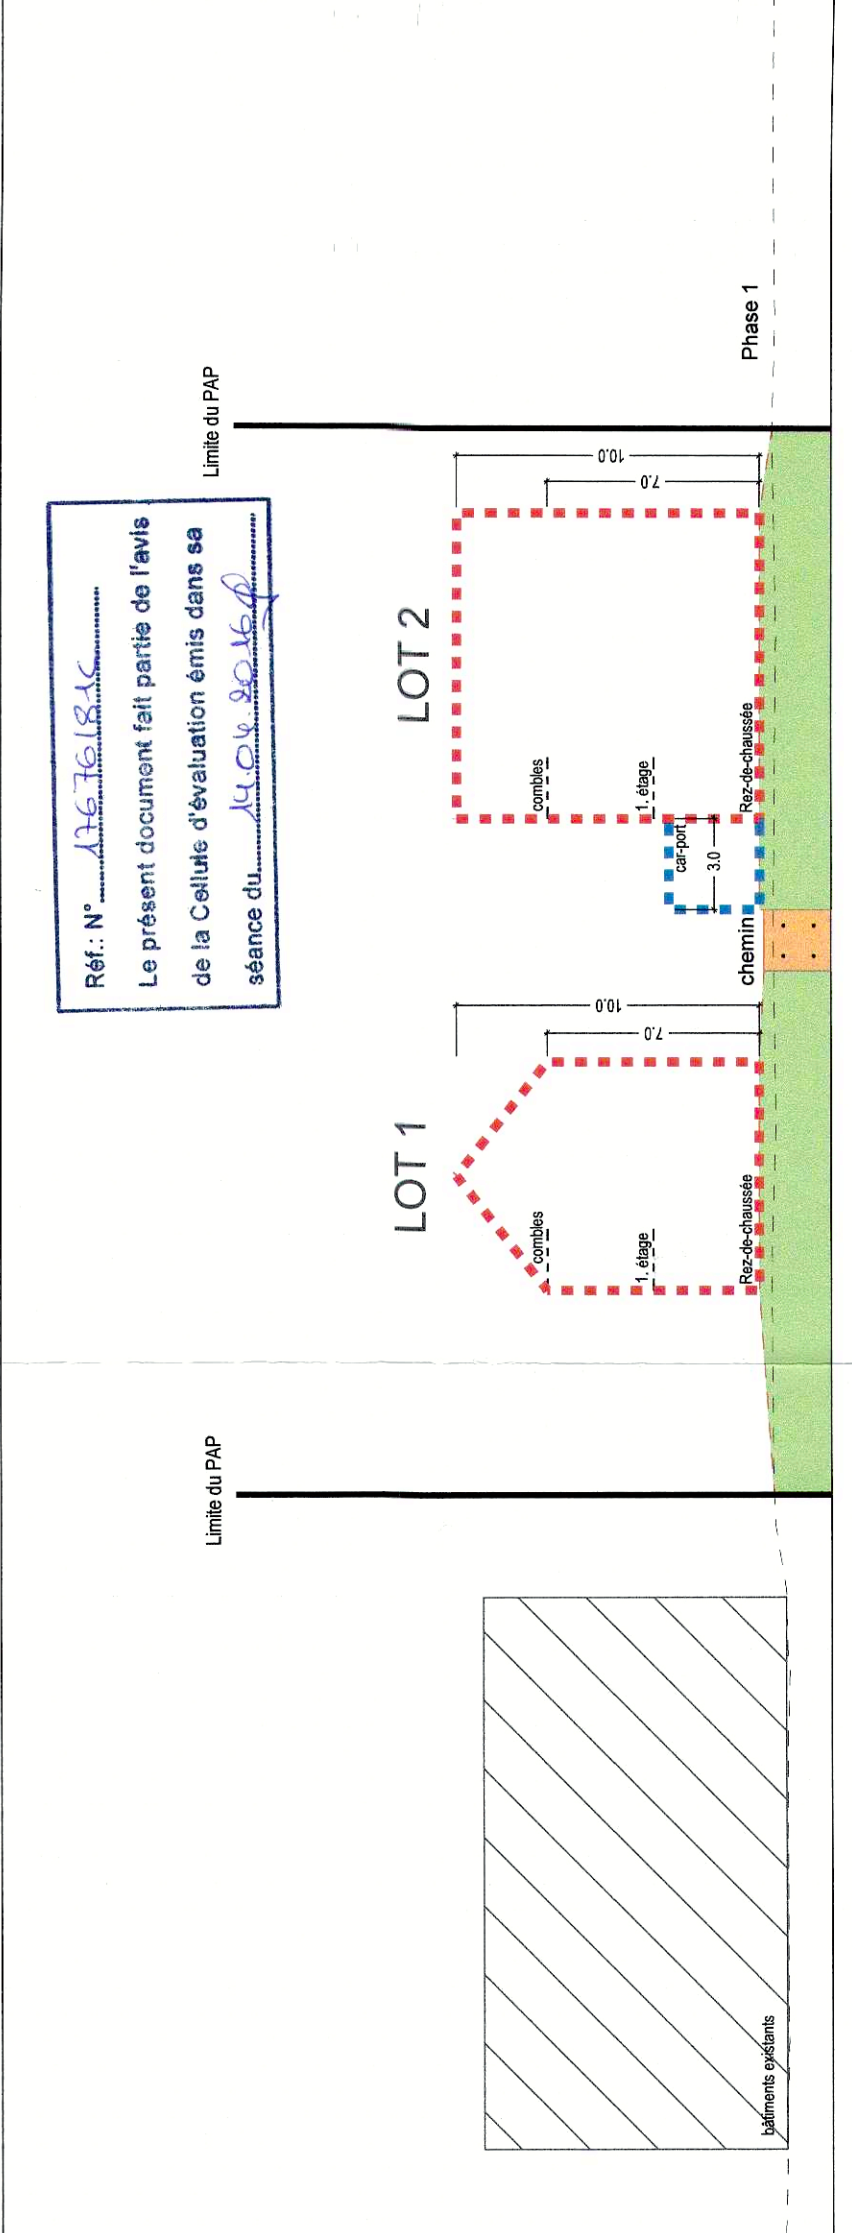 Réf.: N° 17676/81C
Le présent document fait partie de l'avis
de la Cellule d'évaluation émis dans sa
séance du 14.04.2016
Limite du PAP
Limite du PAP
LOT 1
LOT 2
combles
1. étage
Rez-de-chaussée
7.0
10.0
chemin
car-port
3.0
combles
1. étage
Rez-de-chaussée
7.0
10.0
Phase 1
bâtiments existants